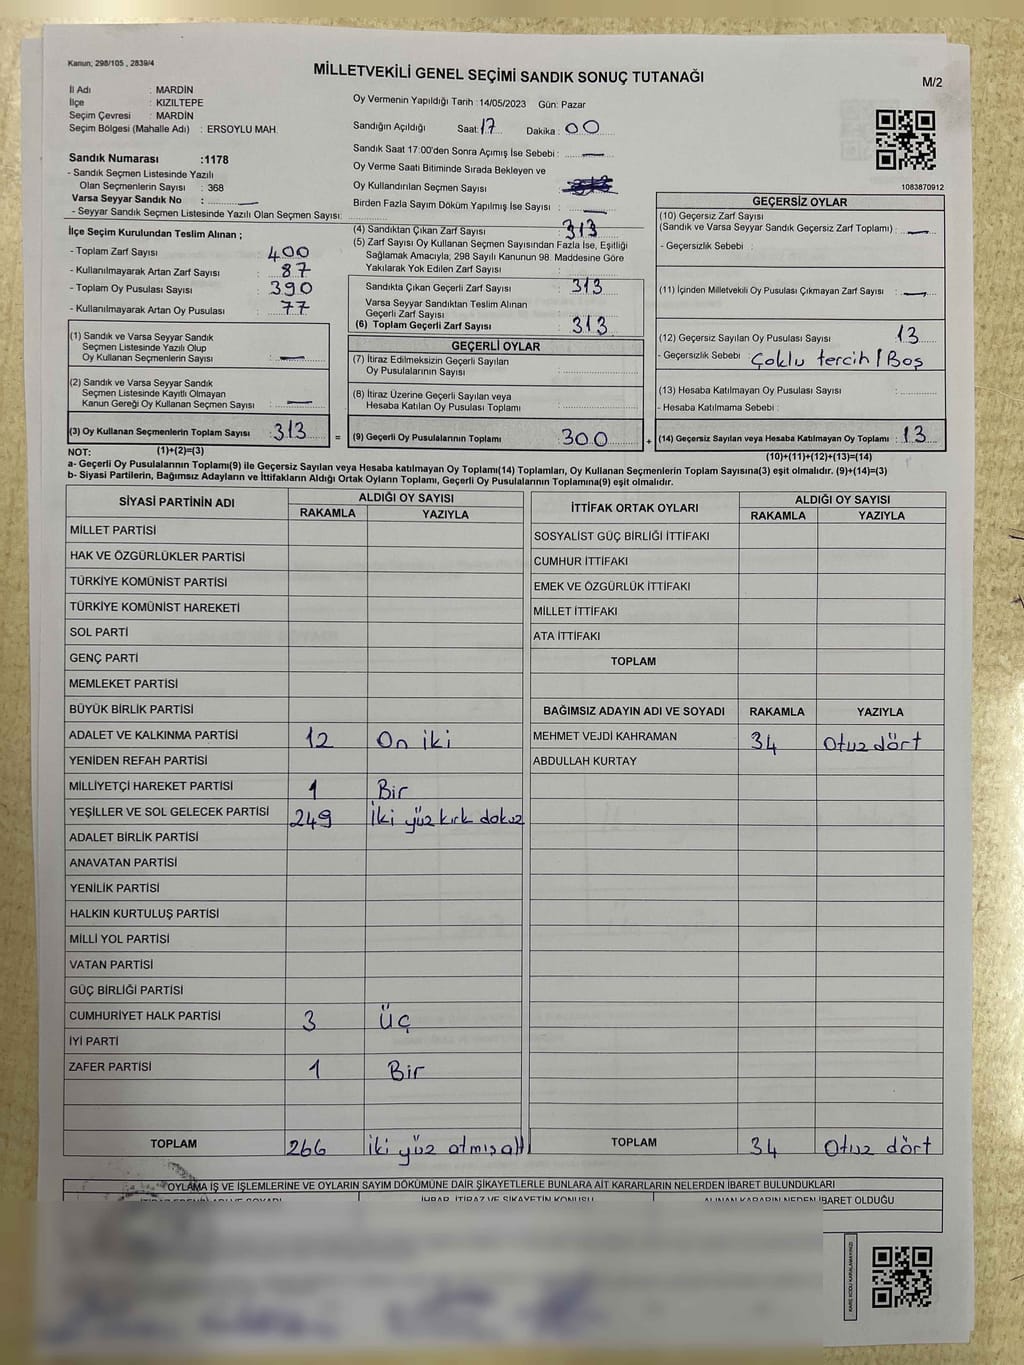 Kanun; 298/105 , 2839/4
MİLLETVEKİLİ GENEL SEÇİMİ SANDIK SONUÇ TUTANAĞI
M/2
İl Adı : MARDİN
İlçe : KIZILTEPE
Seçim Çevresi : MARDİN
Seçim Bölgesi (Mahalle Adı) : ERSOYLU MAH.
Sandık Numarası :1178
- Sandık Seçmen Listesinde Yazılı
Olan Seçmenlerin Sayısı : 368
Varsa Seyyar Sandık No :
- Seyyar Sandık Seçmen Listesinde Yazılı Olan Seçmen Sayısı:
Oy Vermenin Yapıldığı Tarih :14/05/2023 Gün: Pazar
Sandığın Açıldığı Saat: 17 Dakika : 00
Sandık Saat 17:00'den Sonra Açımış İse Sebebi : —
Oy Verme Saati Bitiminde Sırada Bekleyen ve
Oy Kullandırılan Seçmen Sayısı
Birden Fazla Sayım Döküm Yapılmış İse Sayısı : —
1083870912
İlçe Seçim Kurulundan Teslim Alınan ;
- Toplam Zarf Sayısı : 400
- Kullanılmayarak Artan Zarf Sayısı : 87
- Toplam Oy Pusulası Sayısı : 390
- Kullanılmayarak Artan Oy Pusulası : 77
(1) Sandık ve Varsa Seyyar Sandık
Seçmen Listesinde Yazılı Olup
Oy Kullanan Seçmenlerin Sayısı : —
(2) Sandık ve Varsa Seyyar Sandık
Seçmen Listesinde Kayıtlı Olmayan
Kanun Gereği Oy Kullanan Seçmen Sayısı : —
(3) Oy Kullanan Seçmenlerin Toplam Sayısı : 313
(1)+(2)=(3)
(4) Sandıktan Çıkan Zarf Sayısı : 313
(5) Zarf Sayısı Oy Kullanan Seçmen Sayısından Fazla İse, Eşitliği
Sağlamak Amacıyla, 298 Sayılı Kanunun 98. Maddesine Göre
Yakılarak Yok Edilen Zarf Sayısı :
Sandıkta Çıkan Geçerli Zarf Sayısı : 313
Varsa Seyyar Sandıktan Teslim Alınan
Geçerli Zarf Sayısı :
(6) Toplam Geçerli Zarf Sayısı : 313
GEÇERLİ OYLAR
(7) İtiraz Edilmeksizin Geçerli Sayılan
Oy Pusulalarının Sayısı :
(8) İtiraz Üzerine Geçerli Sayılan veya
Hesaba Katılan Oy Pusulası Toplamı :
= (9) Geçerli Oy Pusulalarının Toplamı : 300 +
GEÇERSİZ OYLAR
(10) Geçersiz Zarf Sayısı
(Sandık ve Varsa Seyyar Sandık Geçersiz Zarf Toplamı) : —
- Geçersizlik Sebebi :
(11) İçinden Milletvekili Oy Pusulası Çıkmayan Zarf Sayısı : —
(12) Geçersiz Sayılan Oy Pusulası Sayısı : 13
- Geçersizlik Sebebi Çoklu tercih / Boş
(13) Hesaba Katılmayan Oy Pusulası Sayısı :
- Hesaba Katılmama Sebebi :
(14) Geçersiz Sayılan veya Hesaba Katılmayan Oy Toplamı : 13
(10)+(11)+(12)+(13)=(14)
NOT:
a- Geçerli Oy Pusulalarının Toplamı(9) ile Geçersiz Sayılan veya Hesaba katılmayan Oy Toplamı(14) Toplamları, Oy Kullanan Seçmenlerin Toplam Sayısına(3) eşit olmalıdır. (9)+(14)=(3)
b- Siyasi Partilerin, Bağımsız Adayların ve İttifakların Aldığı Ortak Oyların Toplamı, Geçerli Oy Pusulalarının Toplamına(9) eşit olmalıdır.
SİYASİ PARTİNİN ADI ALDIĞI OY SAYISI
RAKAMLA YAZIYLA
MİLLET PARTİSİ
HAK VE ÖZGÜRLÜKLER PARTİSİ
TÜRKİYE KOMÜNİST PARTİSİ
TÜRKİYE KOMÜNİST HAREKETİ
SOL PARTİ
GENÇ PARTİ
MEMLEKET PARTİSİ
BÜYÜK BİRLİK PARTİSİ
ADALET VE KALKINMA PARTİSİ 12 On iki
YENİDEN REFAH PARTİSİ
MİLLİYETÇİ HAREKET PARTİSİ 1 Bir
YEŞİLLER VE SOL GELECEK PARTİSİ 249 İki yüz kırk dokuz
ADALET BİRLİK PARTİSİ
ANAVATAN PARTİSİ
YENİLİK PARTİSİ
HALKIN KURTULUŞ PARTİSİ
MİLLİ YOL PARTİSİ
VATAN PARTİSİ
GÜÇ BİRLİĞİ PARTİSİ
CUMHURİYET HALK PARTİSİ 3 Üç
İYİ PARTİ
ZAFER PARTİSİ 1 Bir
TOPLAM 266 İki yüz atmış altı
İTTİFAK ORTAK OYLARI ALDIĞI OY SAYISI
RAKAMLA YAZIYLA
SOSYALİST GÜÇ BİRLİĞİ İTTİFAKI
CUMHUR İTTİFAKI
EMEK VE ÖZGÜRLÜK İTTİFAKI
MİLLET İTTİFAKI
ATA İTTİFAKI
TOPLAM
BAĞIMSIZ ADAYIN ADI VE SOYADI RAKAMLA YAZIYLA
MEHMET VEJDİ KAHRAMAN 34 Otuz dört
ABDULLAH KURTAY
TOPLAM 34 Otuz dört
OYLAMA İŞ VE İŞLEMLERİNE VE OYLARIN SAYIM DÖKÜMÜNE DAİR ŞİKAYETLERLE BUNLARA AİT KARARLARIN NELERDEN İBARET BULUNDUKLARI
İHBAR, İTİRAZ VE ŞİKAYETİN KONUSU ALINAN KARARIN NEDEN İBARET OLDUĞU
KARE KODU KARALAMAYINIZ!